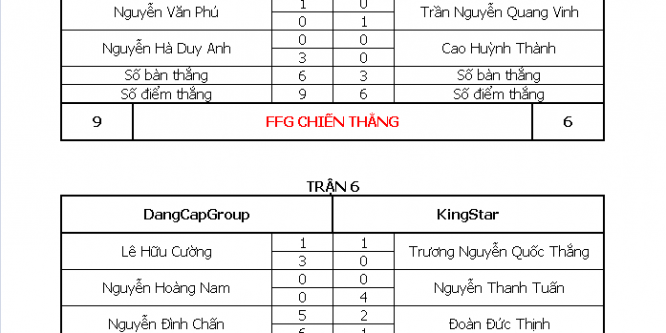 1 0
Nguyễn Văn Phú Trần Nguyễn Quang Vinh
0 1
0 0
Nguyễn Hà Duy Anh Cao Huỳnh Thành
3 0
Số bàn thắng 6 3 Số bàn thắng
Số điểm thắng 9 6 Số điểm thắng
9 FFG CHIẾN THẮNG 6
TRẬN 6
DangCapGroup KingStar
1 1
Lê Hữu Cường Trương Nguyễn Quốc Thắng
3 0
0 0
Nguyễn Hoàng Nam Nguyễn Thanh Tuấn
0 4
5 2
Nguyễn Đình Chấn Đoàn Đức Thịnh
6 1